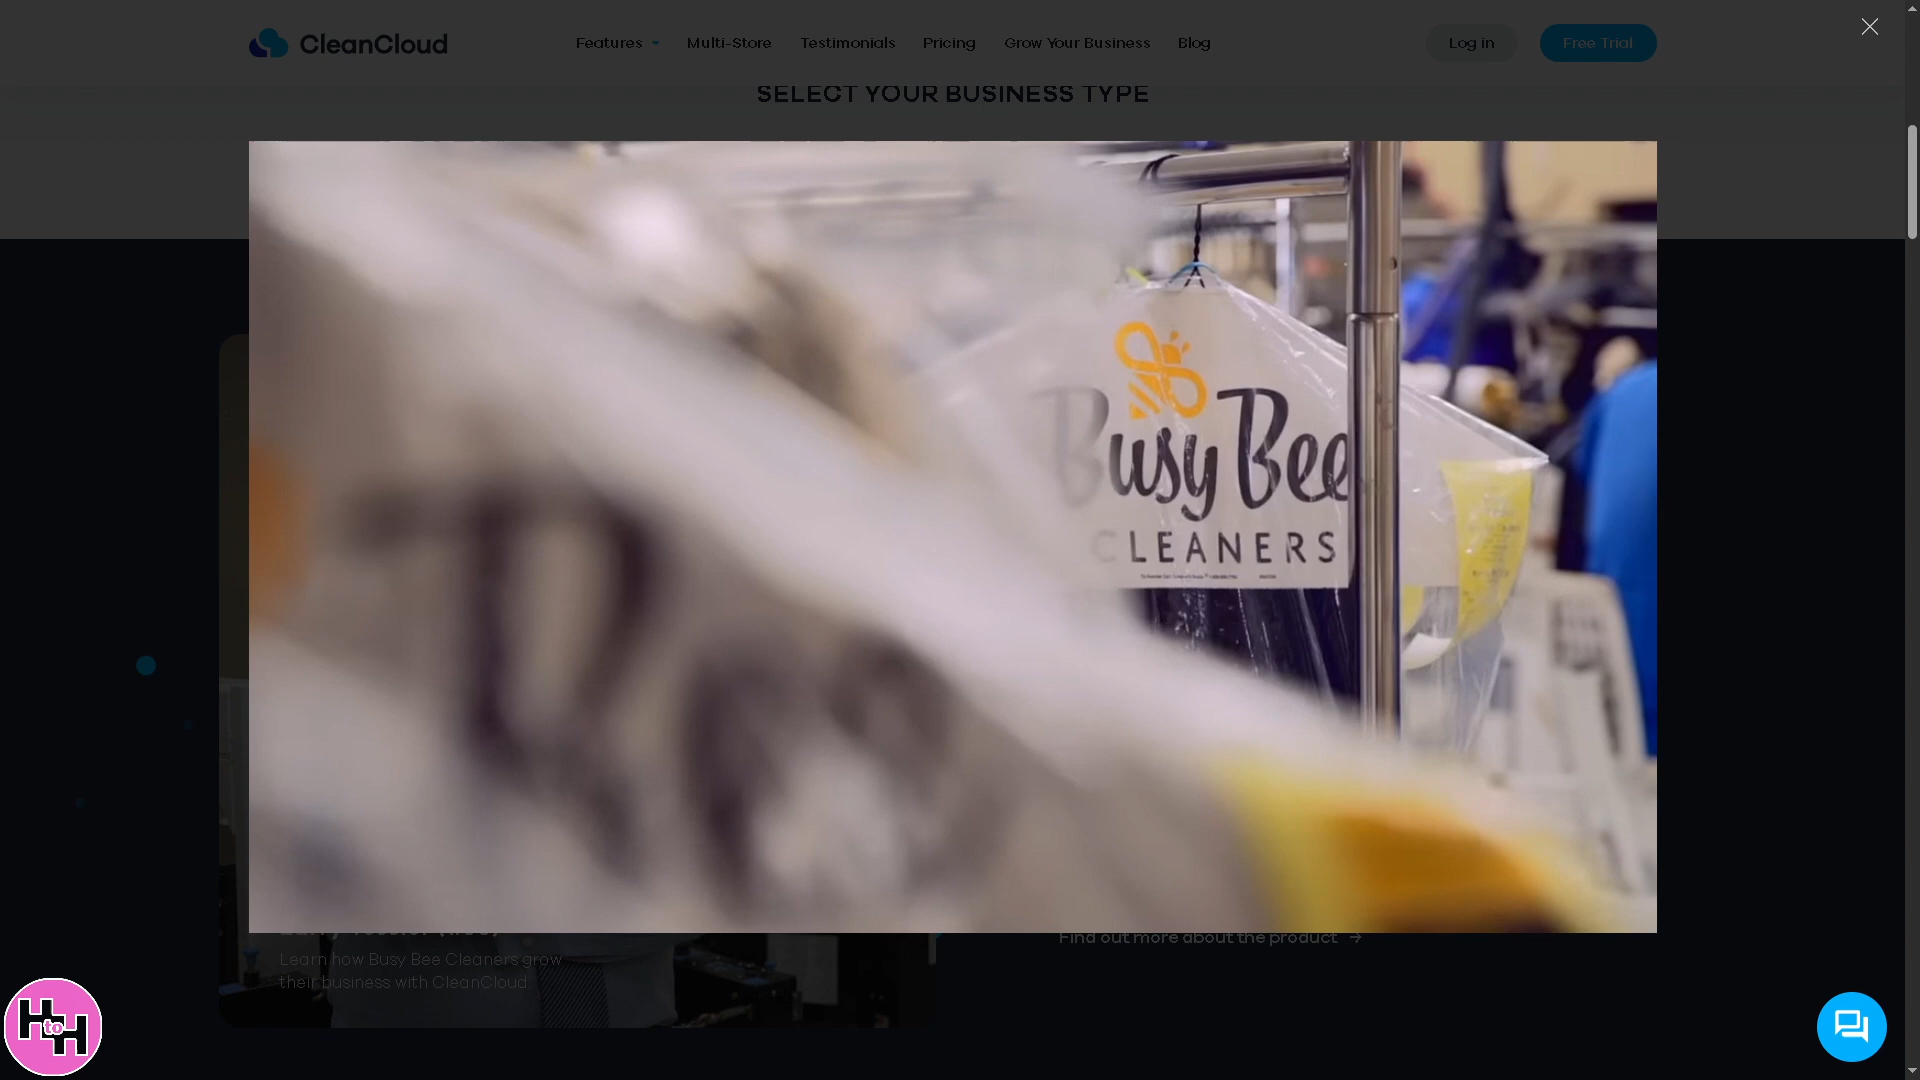 CleanCloud
Features Multi-Store Testimonials Pricing Grow Your Business Blog Log in Free Trial
SELECT YOUR BUSINESS TYPE
Busy Bee
CLEANERS
Find out more about the product →
Learn how Busy Bee Cleaners grow
their business with CleanCloud.
H to H